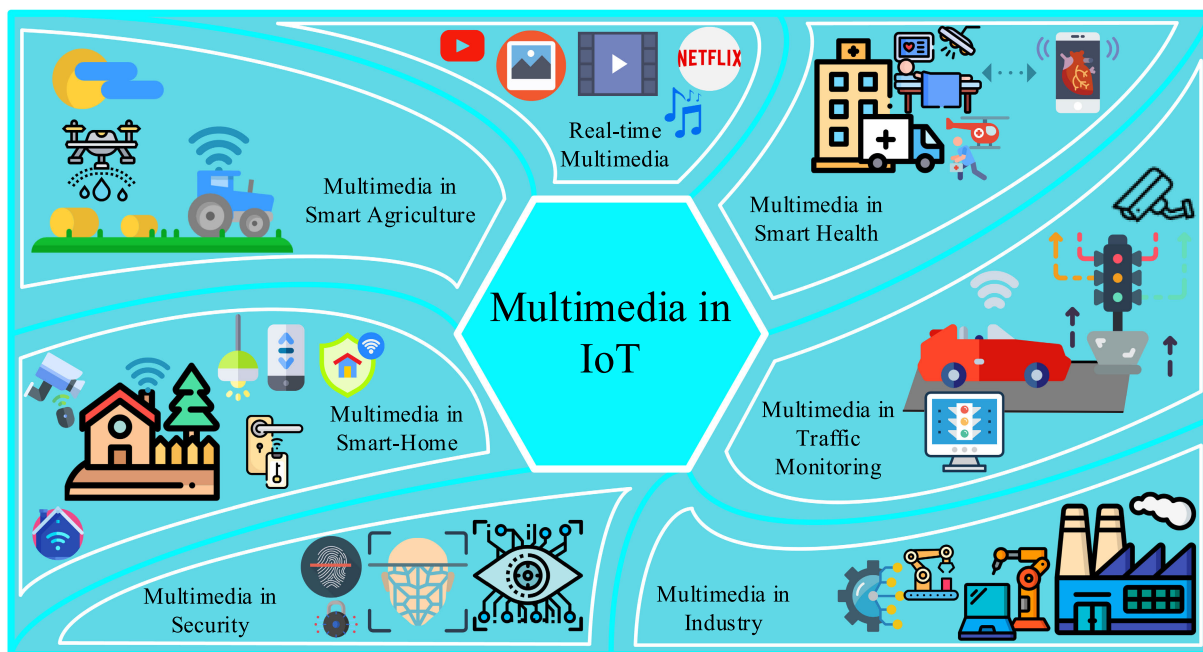 NETFLIX
Real-time
Multimedia
Multimedia in
Smart Agriculture
Multimedia in
Smart Health
Multimedia in
IoT
Multimedia in
Smart-Home
Multimedia in
Traffic
Monitoring
Multimedia in
Security
Multimedia in
Industry